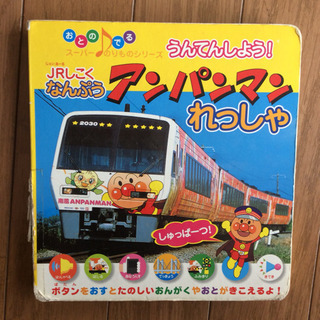 おとのでる
スーパーのりものシリーズ
うんてんしよう!
JRしこく
なんぷう
アンパンマン
れっしゃ
2030
ANPANMAN
しゅっぱーつ!
ボタンをおすとたのしいおんがくやおとがきこえるよ!